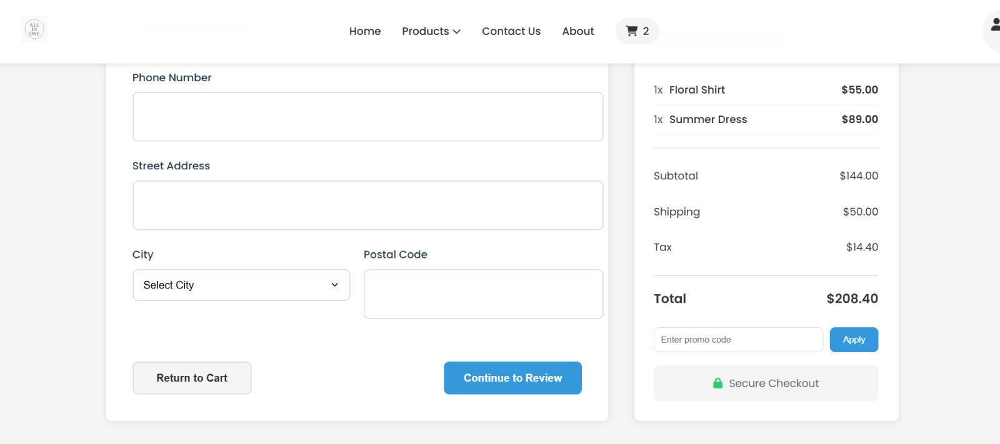 ALL
IN
ONE
Home
Products
Contact Us
About
2
Phone Number
Street Address
City
Postal Code
Select City
Return to Cart
Continue to Review
1x Floral Shirt $55.00
1x Summer Dress $89.00
Subtotal $144.00
Shipping $50.00
Tax $14.40
Total $208.40
Enter promo code
Apply
Secure Checkout